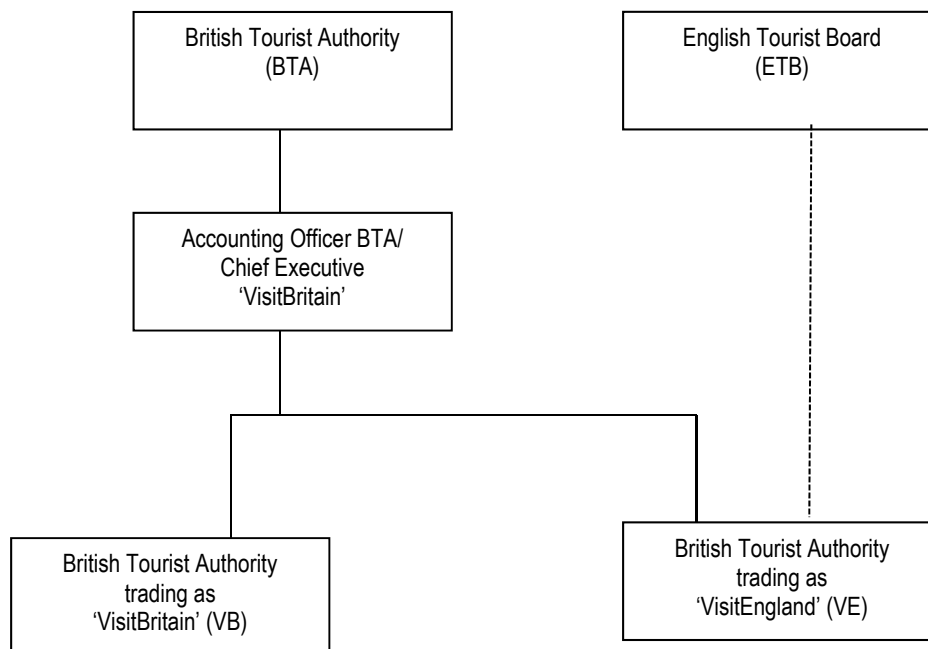 British Tourist Authority
(BTA)
English Tourist Board
(ETB)
Accounting Officer BTA/
Chief Executive
‘VisitBritain’
British Tourist Authority
trading as
‘VisitBritain’ (VB)
British Tourist Authority
trading as
‘VisitEngland’ (VE)